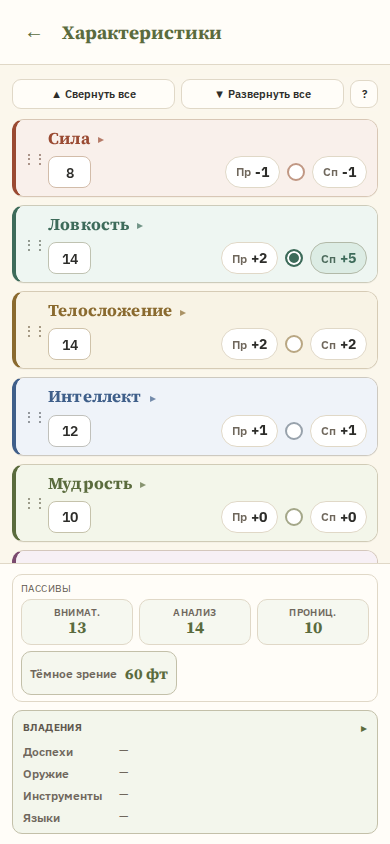 ← Характеристики
▲ Свернуть все ▼ Развернуть все ?
Сила ▸
8 Пр -1 Сп -1
Ловкость ▸
14 Пр +2 Сп +5
Телосложение ▸
14 Пр +2 Сп +2
Интеллект ▸
12 Пр +1 Сп +1
Мудрость ▸
10 Пр +0 Сп +0
ПАССИВЫ
ВНИМАТ. АНАЛИЗ ПРОНИЦ.
13 14 10
Тёмное зрение 60 фт
ВЛАДЕНИЯ ▸
Доспехи —
Оружие —
Инструменты —
Языки —